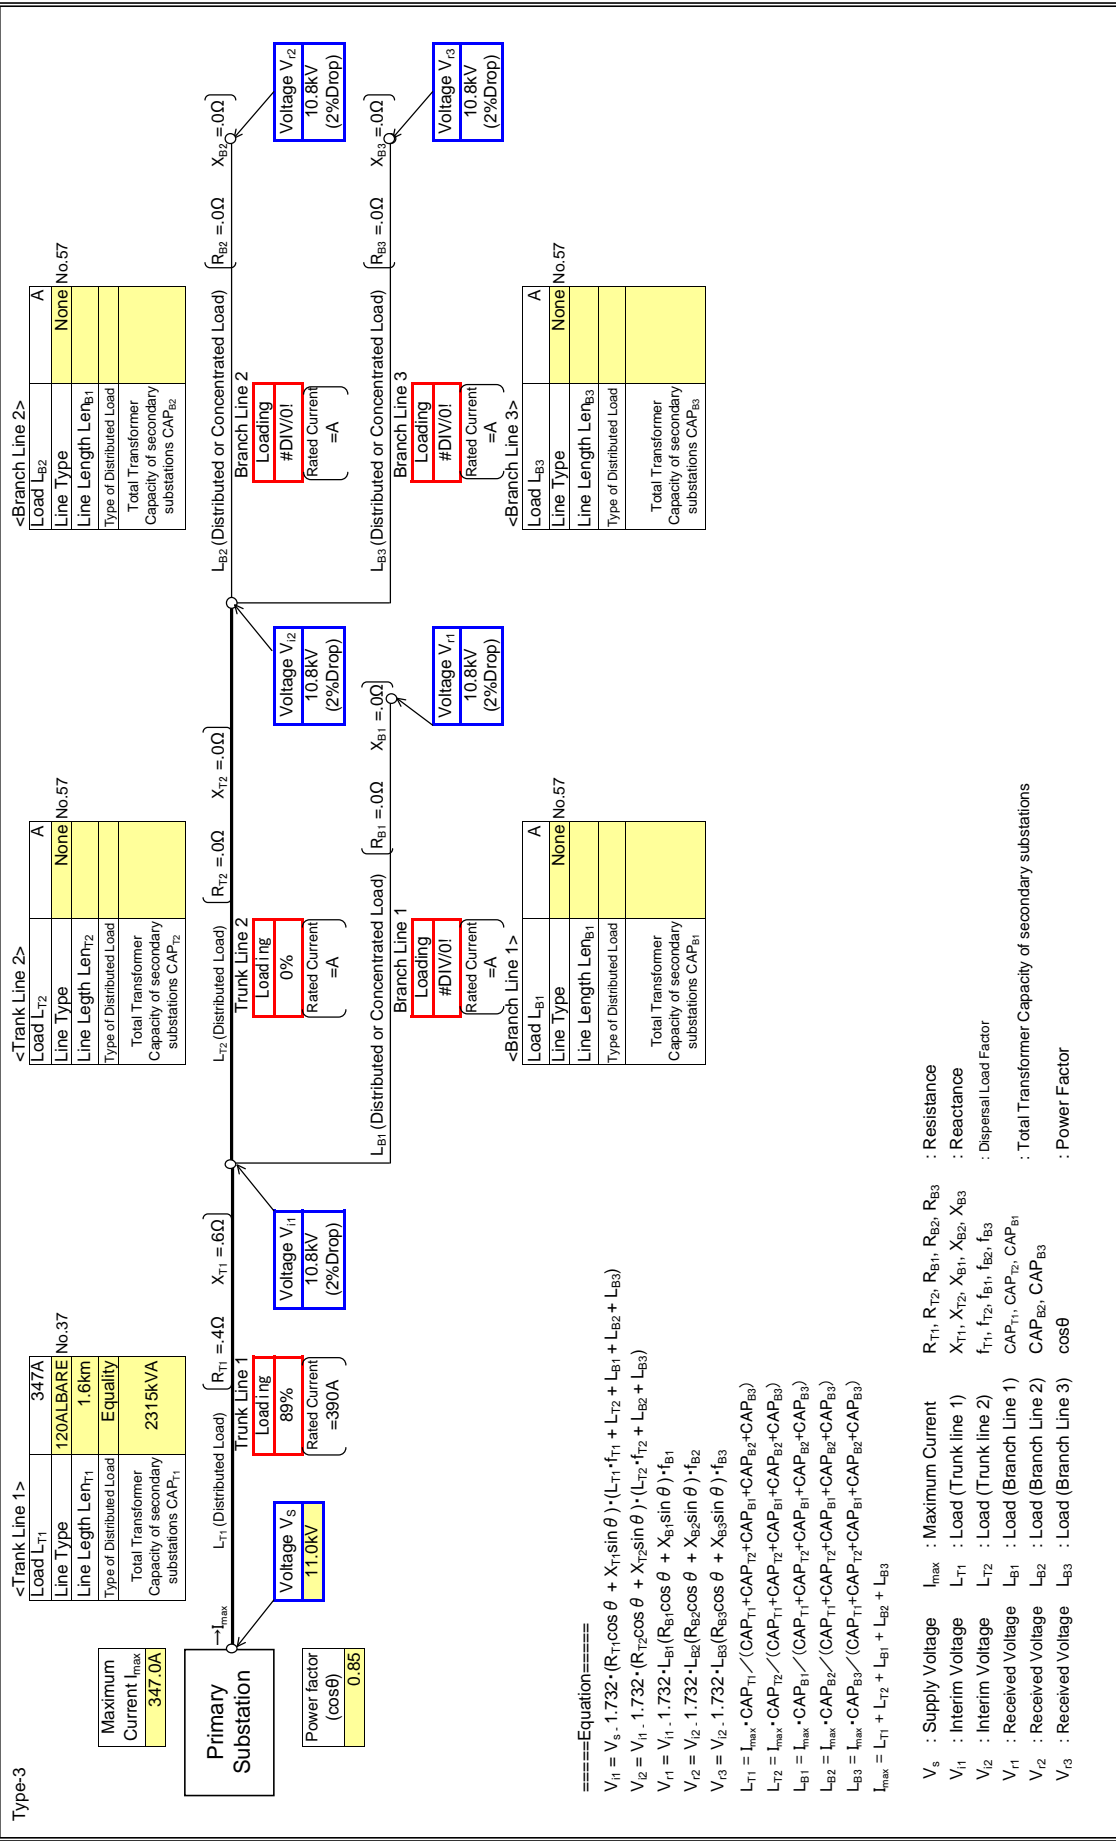 Type-3
<Trank Line 1>
Load LT1 347A
Line Type 120ALBARE No.37
Line Legth LenT1 1.6km
Type of Distributed Load Equality
Total Transformer
Capacity of secondary
substations CAPT1
2315kVA
<Trank Line 2>
Load LT2 A
Line Type None No.57
Line Legth LenT2
Type of Distributed Load
Total Transformer
Capacity of secondary
substations CAPT2
<Branch Line 2>
Load LB2 A
Line Type None No.57
Line Length LenB1
Type of Distributed Load
Total Transformer
Capacity of secondary
substations CAPB2
Maximum
Current Imax
347.0A
Primary
Substation
→Imax
Power factor
(cosθ)
0.85
Voltage VS
11.0kV
LT1 (Distributed Load)
RT1 =.4Ω XT1 =.6Ω
Trunk Line 1
Loading
89%
Rated Current
=390A
Voltage Vi1
10.8kV
(2%Drop)
LT2 (Distributed Load)
RT2 =.0Ω XT2 =.0Ω
Trunk Line 2
Loading
0%
Rated Current
=A
Voltage Vi2
10.8kV
(2%Drop)
LB2 (Distributed or Concentrated Load)
RB2 =.0Ω XB2 =.0Ω
Branch Line 2
Loading
#DIV/0!
Rated Current
=A
Voltage Vr2
10.8kV
(2%Drop)
LB1 (Distributed or Concentrated Load)
RB1 =.0Ω XB1 =.0Ω
Branch Line 1
Loading
#DIV/0!
Rated Current
=A
Voltage Vr1
10.8kV
(2%Drop)
LB3 (Distributed or Concentrated Load)
RB3 =.0Ω XB3 =.0Ω
Branch Line 3
Loading
#DIV/0!
Rated Current
=A
Voltage Vr3
10.8kV
(2%Drop)
<Branch Line 1>
Load LB1 A
Line Type None No.57
Line Length LenB1
Type of Distributed Load
Total Transformer
Capacity of secondary
substations CAPB1
<Branch Line 3>
Load LB3 A
Line Type None No.57
Line Length LenB3
Type of Distributed Load
Total Transformer
Capacity of secondary
substations CAPB3
=====Equation=====
Vi1 = Vs - 1.732・(RT1cos θ + XT1sin θ)・(LT1・fT1 + LT2 + LB1 + LB2 + LB3)
Vi2 = Vi1 - 1.732・(RT2cos θ + XT2sin θ)・(LT2・fT2 + LB2 + LB3)
Vr1 = Vi1 - 1.732・LB1(RB1cos θ + XB1sin θ)・fB1
Vr2 = Vi2 - 1.732・LB2(RB2cos θ + XB2sin θ)・fB2
Vr3 = Vi2 - 1.732・LB3(RB3cos θ + XB3sin θ)・fB3
LT1 = Imax・CAPT1／(CAPT1+CAPT2+CAPB1+CAPB2+CAPB3)
LT2 = Imax・CAPT2／(CAPT1+CAPT2+CAPB1+CAPB2+CAPB3)
LB1 = Imax・CAPB1／(CAPT1+CAPT2+CAPB1+CAPB2+CAPB3)
LB2 = Imax・CAPB2／(CAPT1+CAPT2+CAPB1+CAPB2+CAPB3)
LB3 = Imax・CAPB3／(CAPT1+CAPT2+CAPB1+CAPB2+CAPB3)
Imax = LT1 + LT2 + LB1 + LB2 + LB3
Vs : Supply Voltage Imax : Maximum Current RT1, RT2, RB1, RB2, RB3 : Resistance
Vi1 : Interim Voltage LT1 : Load (Trunk line 1) XT1, XT2, XB1, XB2, XB3 : Reactance
Vi2 : Interim Voltage LT2 : Load (Trunk line 2) fT1, fT2, fB1, fB2, fB3 : Dispersal Load Factor
Vr1 : Received Voltage LB1 : Load (Branch Line 1) CAPT1, CAPT2, CAPB1 : Total Transformer Capacity of secondary substations
Vr2 : Received Voltage LB2 : Load (Branch Line 2) CAPB2, CAPB3
Vr3 : Received Voltage LB3 : Load (Branch Line 3) cosθ : Power Factor